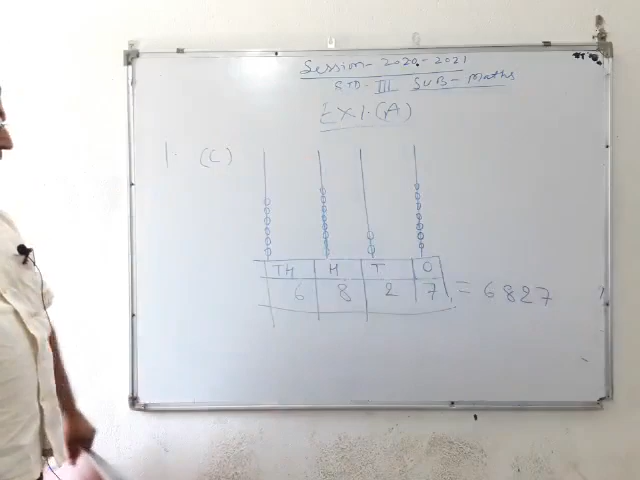 Session - 2020-2021
STD - III SUB - Maths
EX 1.(A)
1. (C)
TH H T O
6 8 2 7 = 6827